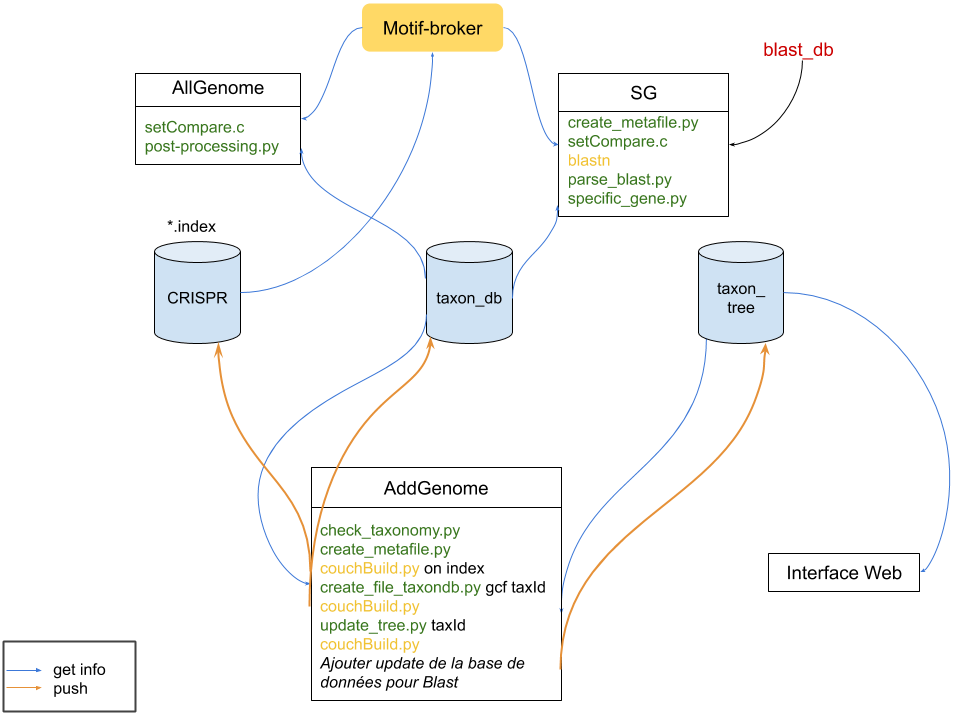 Motif-broker
blast_db
AllGenome
setCompare.c
post-processing.py
SG
create_metafile.py
setCompare.c
blastn
parse_blast.py
specific_gene.py
*.index
CRISPR
taxon_db
taxon_
tree
AddGenome
check_taxonomy.py
create_metafile.py
couchBuild.py on index
create_file_taxondb.py gcf taxId
couchBuild.py
update_tree.py taxId
couchBuild.py
Ajouter update de la base de
données pour Blast
Interface Web
get info
push